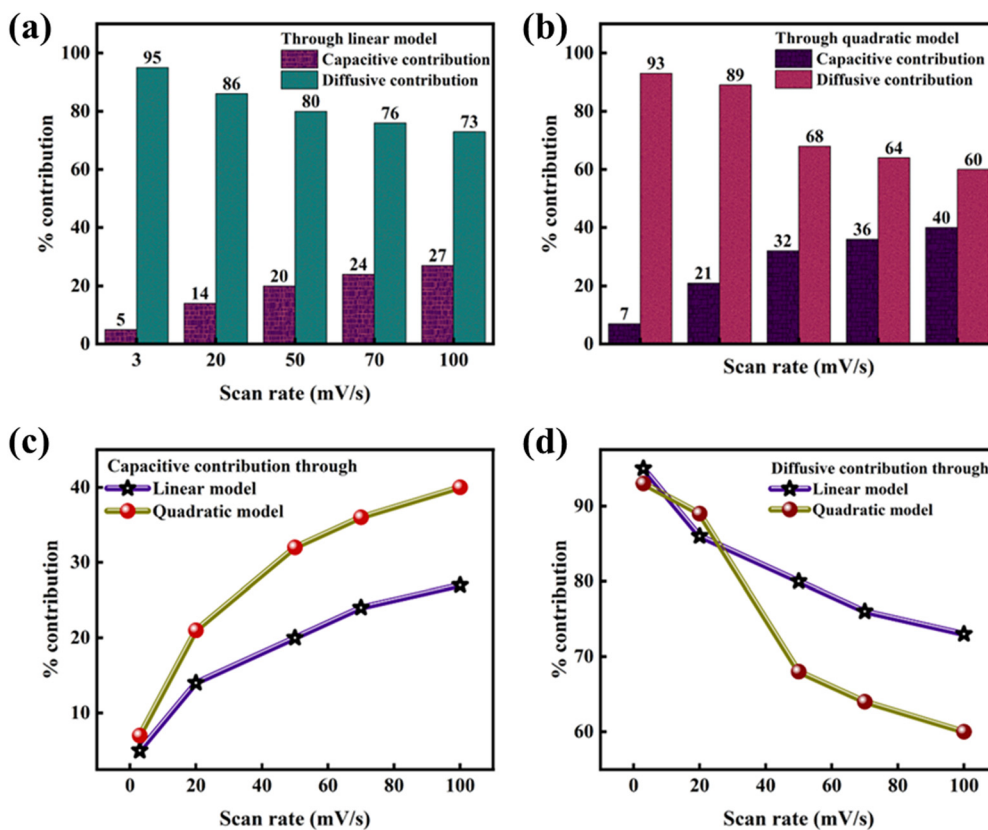 (a)
Through linear model
Capacitive contribution
Diffusive contribution
% contribution
100
80
60
40
20
0
95
86
80
76
73
5
14
20
24
27
3 20 50 70 100
Scan rate (mV/s)
(b)
Through quadratic model
Capacitive contribution
Diffusive contribution
% contribution
100
80
60
40
20
0
93
89
68
64
60
7
21
32
36
40
Scan rate (mV/s)
(c)
Capacitive contribution through
Linear model
Quadratic model
% contribution
40
30
20
10
0 20 40 60 80 100
Scan rate (mV/s)
(d)
Diffusive contribution through
Linear model
Quadratic model
% contribution
90
80
70
60
0 20 40 60 80 100
Scan rate (mV/s)